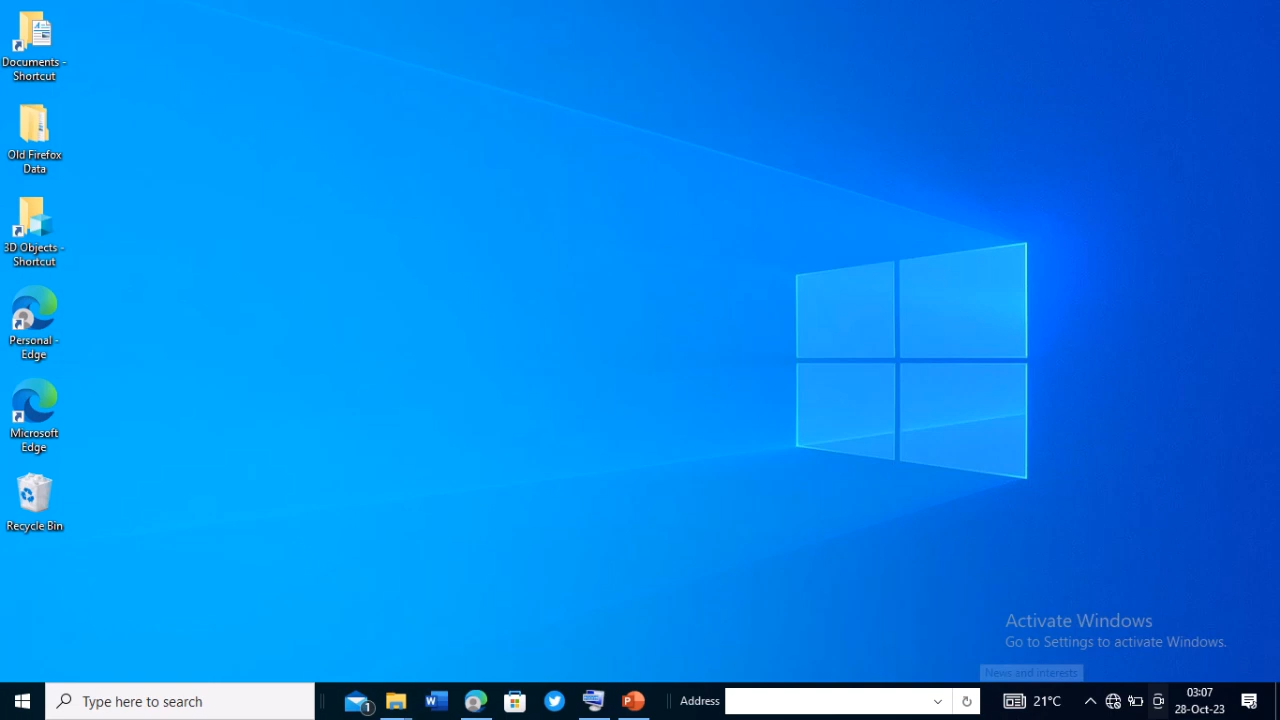 Documents -
Shortcut
Old Firefox
Data
3D Objects -
Shortcut
Personal -
Edge
Microsoft
Edge
Recycle Bin
Activate Windows
Go to Settings to activate Windows.
News and interests
Type here to search
1
W
P
Address
21°C
03:07
28-Oct-23